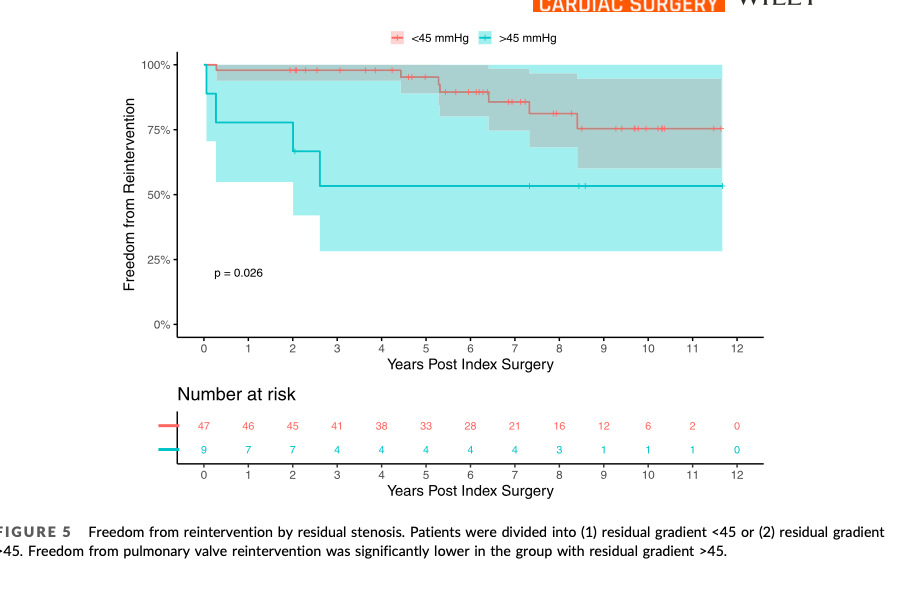 CARDIAC SURGERY WILEY
<45 mmHg >45 mmHg
Freedom from Reintervention
100%
75%
50%
25%
0%
p = 0.026
0 1 2 3 4 5 6 7 8 9 10 11 12
Years Post Index Surgery
Number at risk
47 46 45 41 38 33 28 21 16 12 6 2 0
9 7 7 4 4 4 4 4 3 1 1 1 0
0 1 2 3 4 5 6 7 8 9 10 11 12
Years Post Index Surgery
FIGURE 5 Freedom from reintervention by residual stenosis. Patients were divided into (1) residual gradient <45 or (2) residual gradient
>45. Freedom from pulmonary valve reintervention was significantly lower in the group with residual gradient >45.